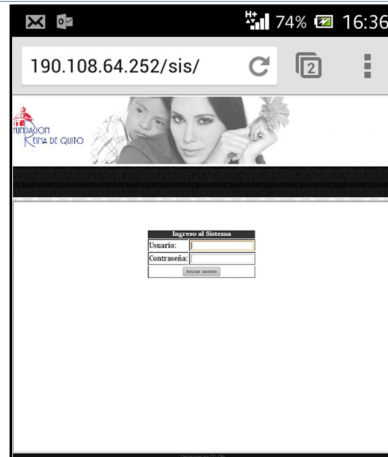 H+ 74% 16:36
190.108.64.252/sis/ 2
FUNDACION
REINA DE QUITO
Ingreso al Sistema
Usuario:
Contraseña:
Iniciar sesión